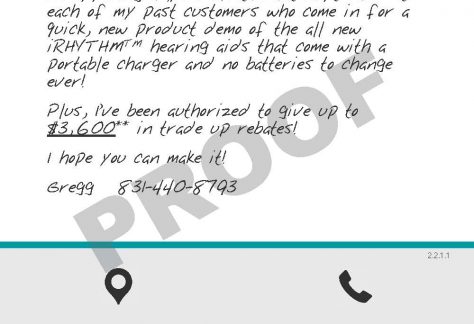 each of my past customers who come in for a
quick, new product demo of the all new
iRHYTHM™ hearing aids that come with a
portable charger and no batteries to change
ever!
Plus, I've been authorized to give up to
$3,600** in trade up rebates!
I hope you can make it!
Gregg 831-440-8793
PROOF
2.2.1.1